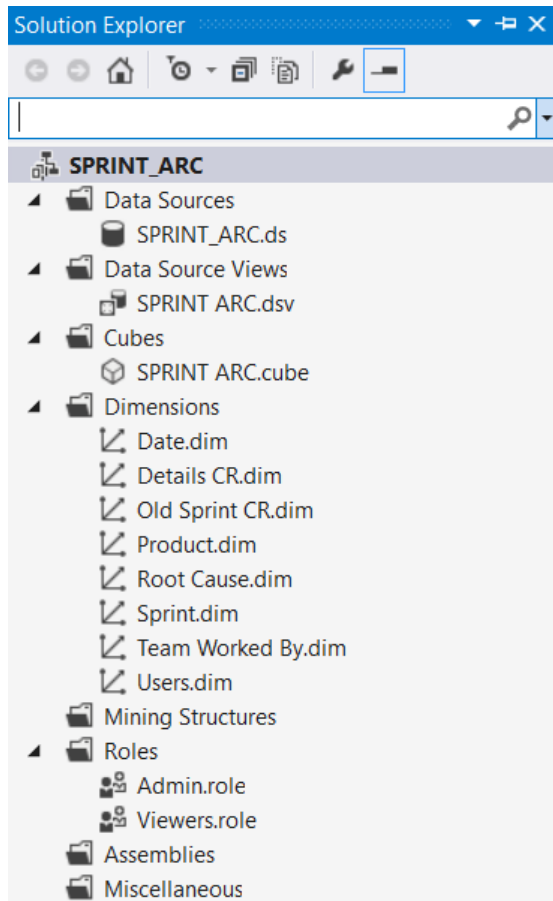 Solution Explorer
SPRINT_ARC
Data Sources
SPRINT_ARC.ds
Data Source Views
SPRINT ARC.dsv
Cubes
SPRINT ARC.cube
Dimensions
Date.dim
Details CR.dim
Old Sprint CR.dim
Product.dim
Root Cause.dim
Sprint.dim
Team Worked By.dim
Users.dim
Mining Structures
Roles
Admin.role
Viewers.role
Assemblies
Miscellaneous